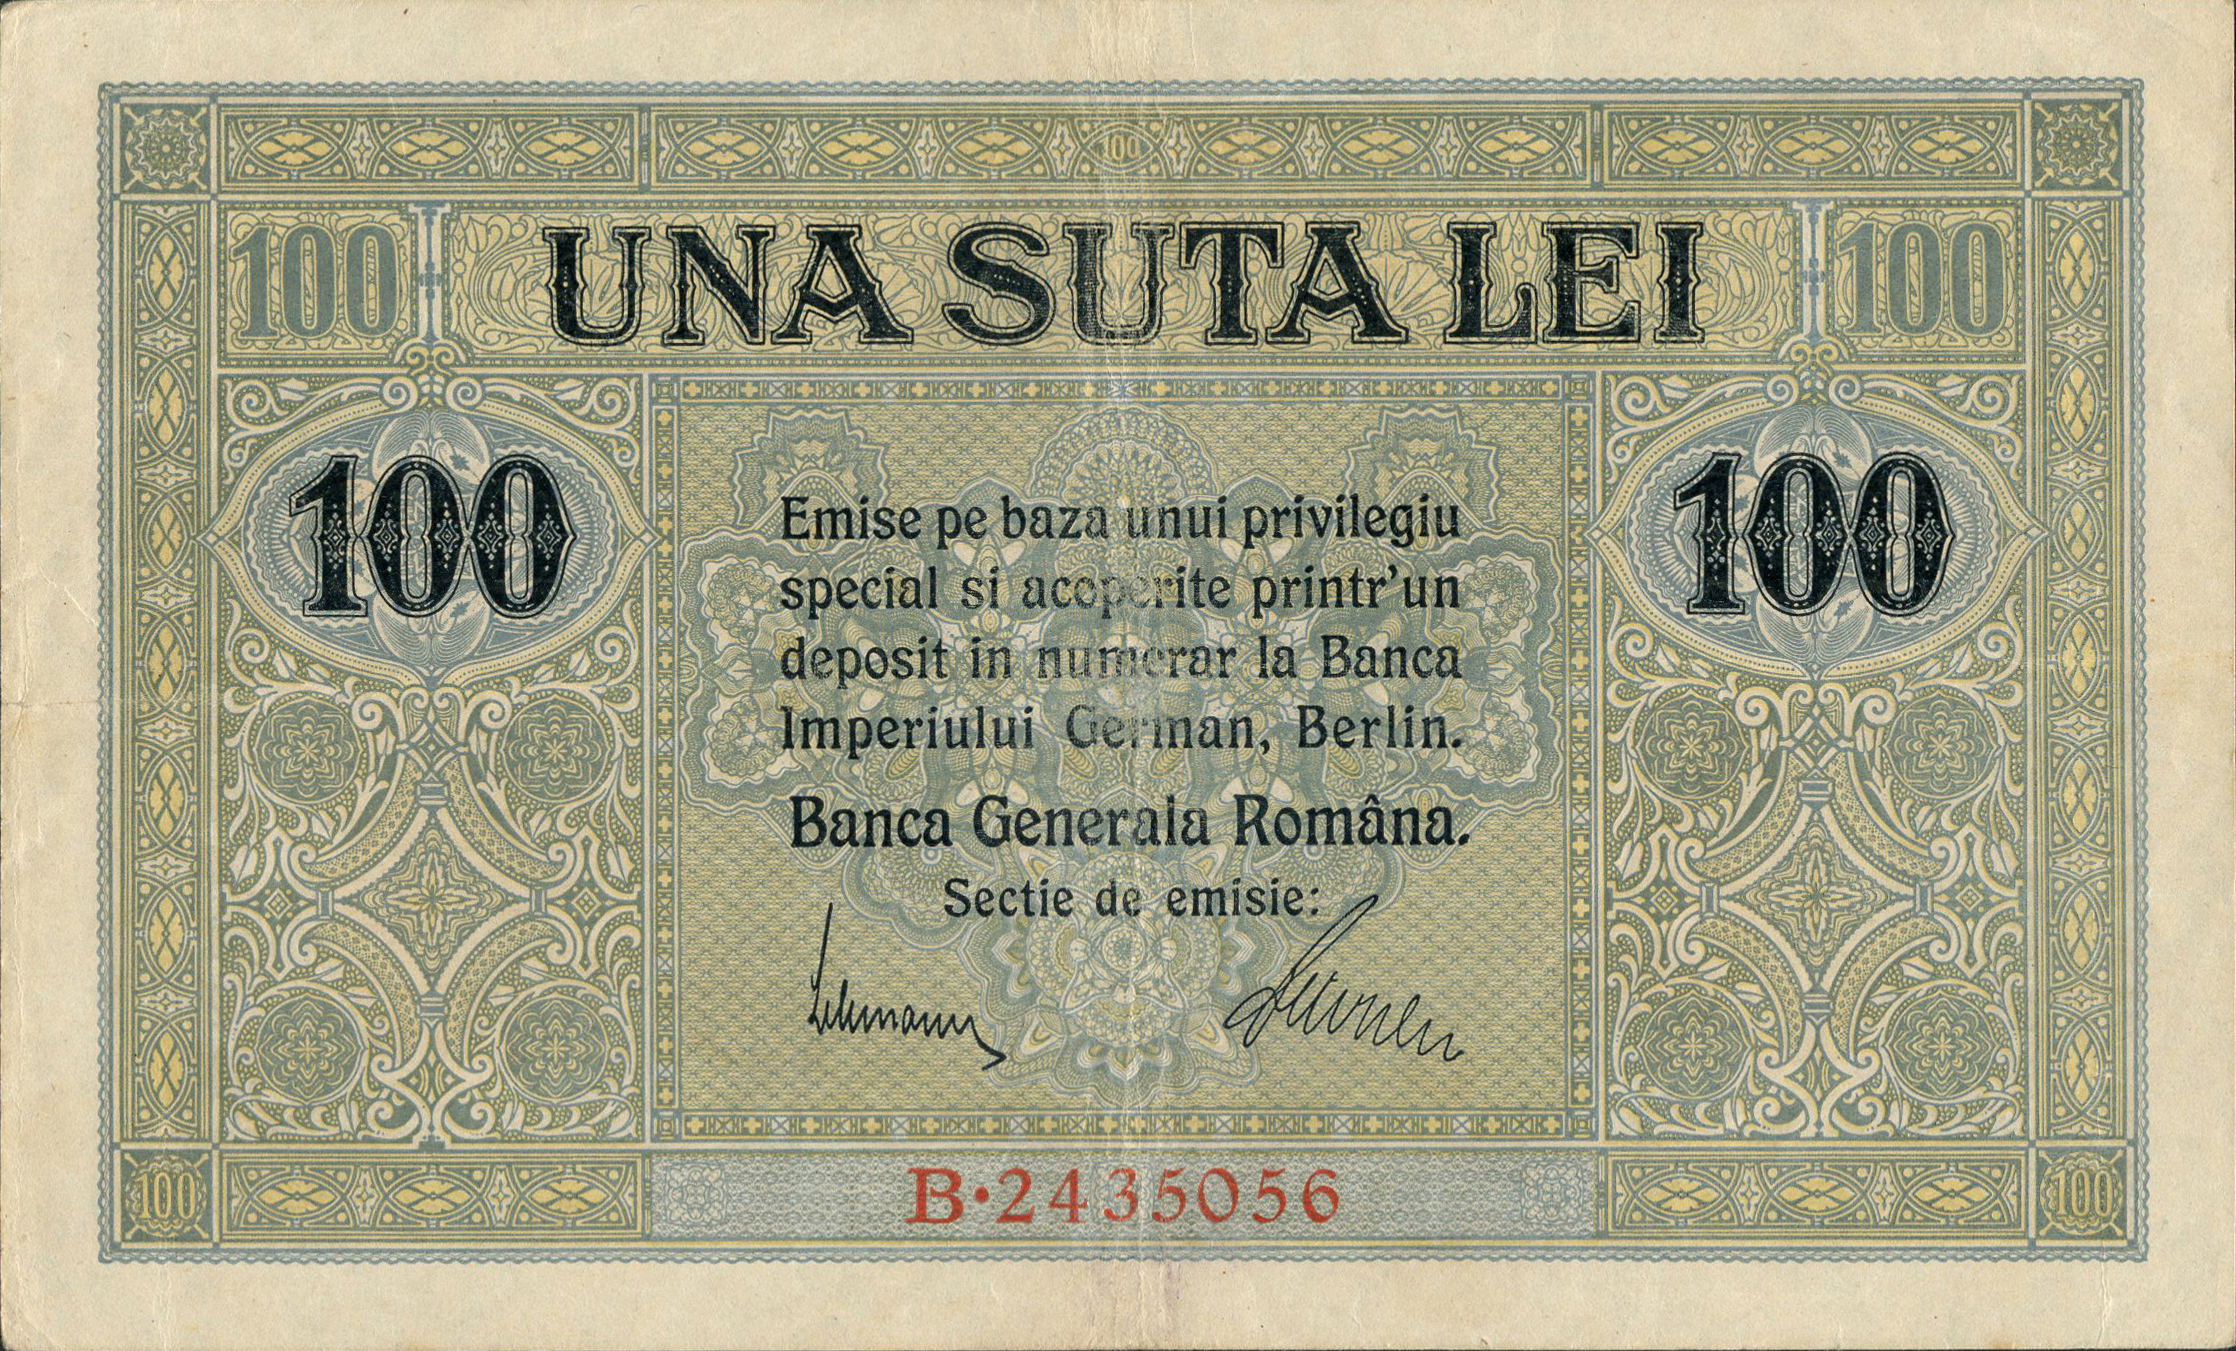 100
100 UNA SUTA LEI 100
100 100
Emise pe baza unui privilegiu
special si acoperite printr'un
deposit in numerar la Banca
Imperiului German, Berlin.
Banca Generala Româna.
Sectie de emisie:
100 B·2435056 100